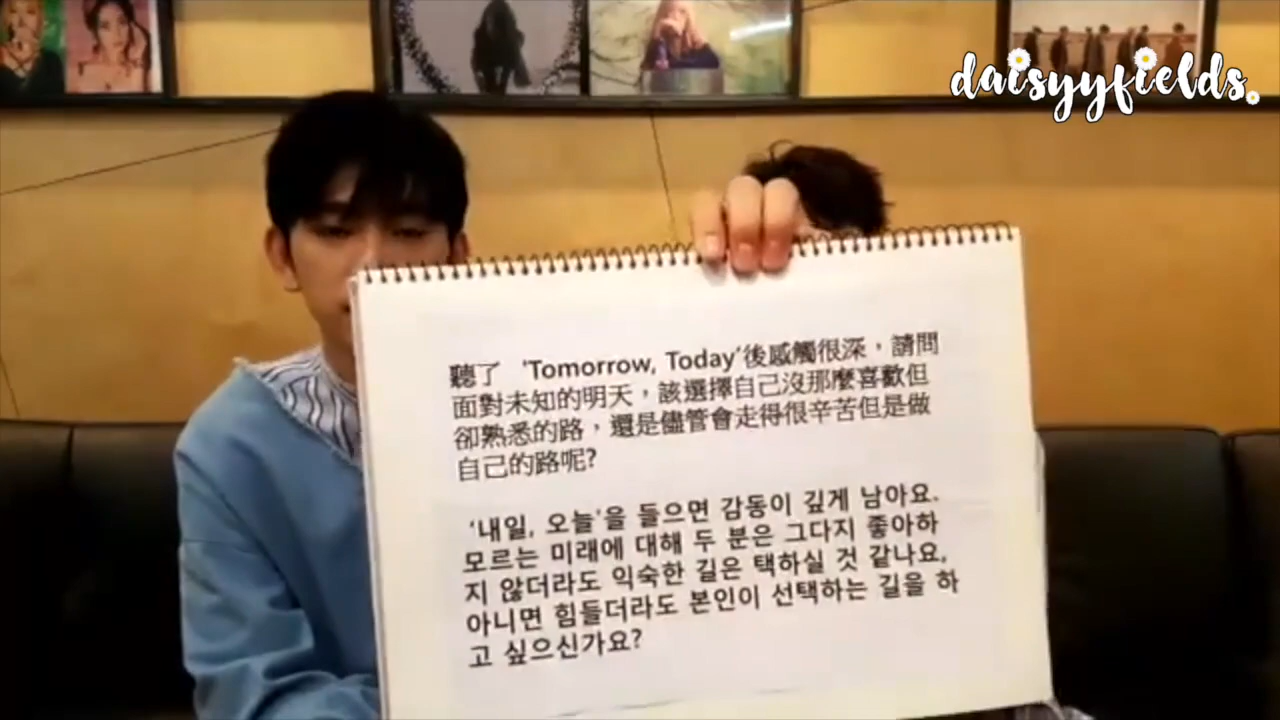 daisyyfields.
聽了 'Tomorrow, Today'後感觸很深，請問
面對未知的明天，該選擇自己沒那麼喜歡但
卻熟悉的路，還是儘管會走得很辛苦但是做
自己的路呢?
'내일, 오늘'을 들으면 감동이 깊게 남아요.
모르는 미래에 대해 두 분은 그다지 좋아하
지 않더라도 익숙한 길은 택하실 것 같나요,
아니면 힘들더라도 본인이 선택하는 길을 하
고 싶으신가요?